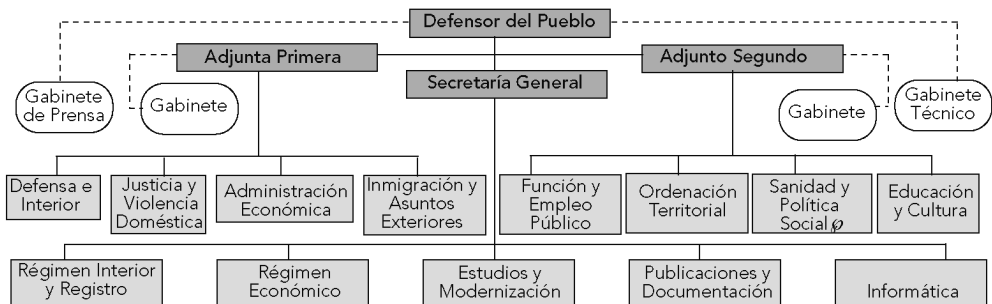 Defensor del Pueblo
Adjunta Primera
Adjunto Segundo
Secretaría General
Gabinete
de Prensa
Gabinete
Gabinete
Gabinete
Técnico
Defensa e
Interior
Justicia y
Violencia
Doméstica
Administración
Económica
Inmigración y
Asuntos
Exteriores
Función y
Empleo
Público
Ordenación
Territorial
Sanidad y
Política
Social ℘
Educación
y Cultura
Régimen Interior
y Registro
Régimen
Económico
Estudios y
Modernización
Publicaciones y
Documentación
Informática